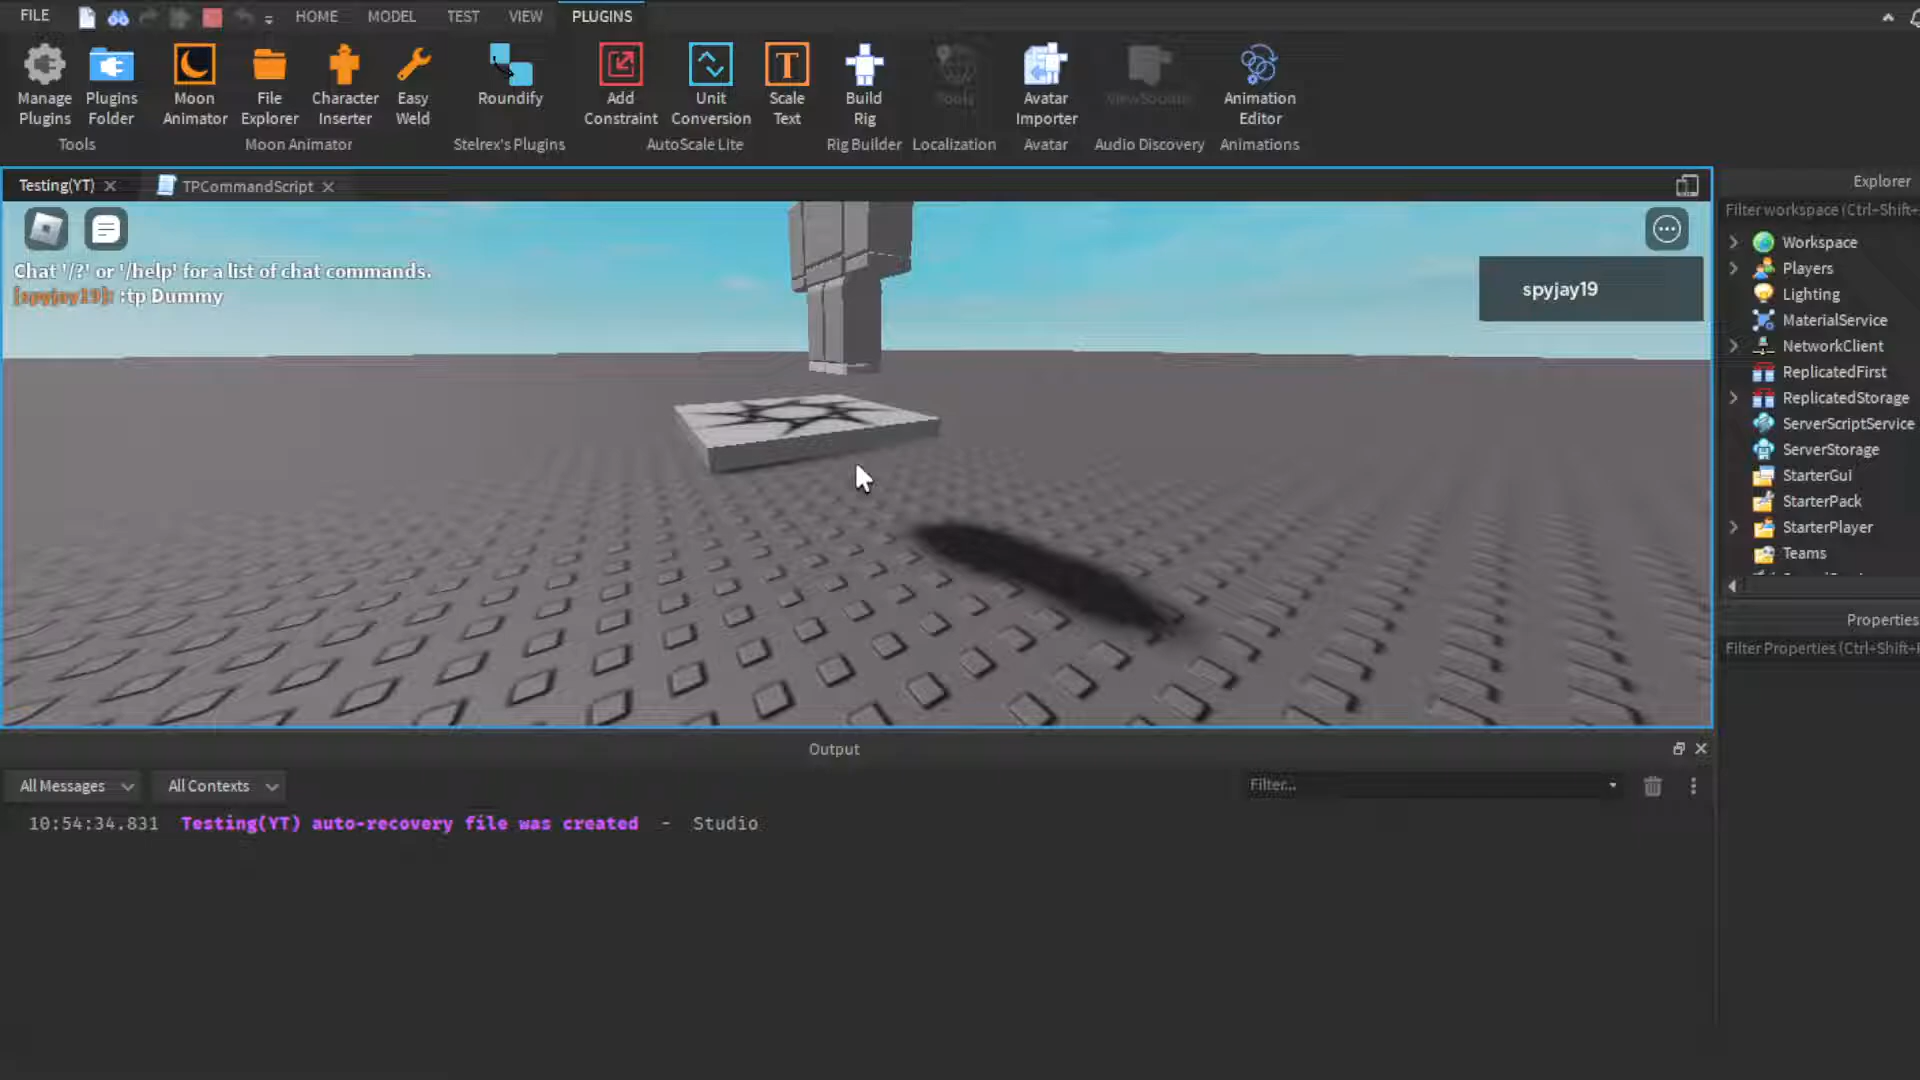 FILE HOME MODEL TEST VIEW PLUGINS
Manage Plugins
Plugins Folder
Moon Animator
File Explorer
Character Inserter
Easy Weld
Roundify
Add Constraint
Unit Conversion
Scale Text
Build Rig
Tools
Avatar Importer
Animation Editor
Tools Moon Animator Stelrex's Plugins AutoScale Lite Rig Builder Localization Avatar Audio Discovery Animations
Testing(YT) TPCommandScript
Chat '/?' or '/help' for a list of chat commands.
[spyjay19]: :tp Dummy
spyjay19
Explorer
Filter workspace (Ctrl+Shift+
Workspace
Players
Lighting
MaterialService
NetworkClient
ReplicatedFirst
ReplicatedStorage
ServerScriptService
ServerStorage
StarterGui
StarterPack
StarterPlayer
Teams
Properties
Filter Properties (Ctrl+Shift+
Output
All Messages All Contexts Filter...
10:54:34.831 Testing(YT) auto-recovery file was created - Studio